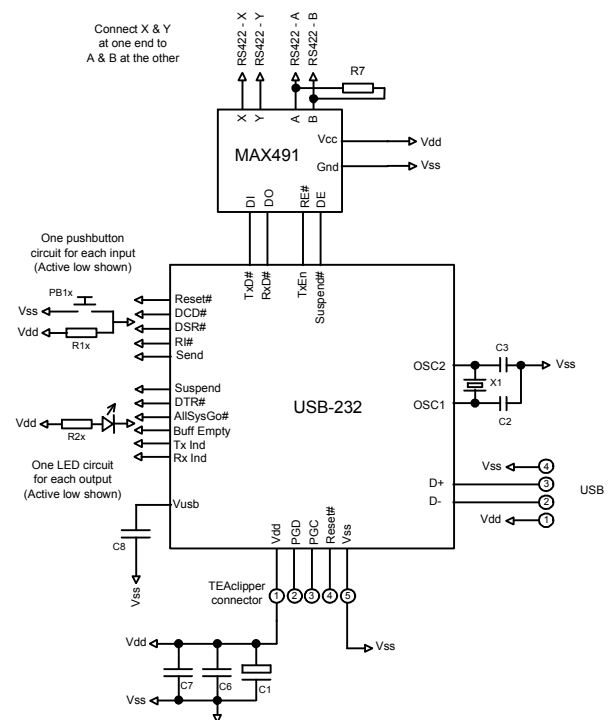 Connect X & Y
at one end to
A & B at the other
RS422 - X
RS422 - Y
RS422 - A
RS422 - B
R7
X
Y
A
B
MAX491
Vcc
Vdd
Gnd
Vss
DI
DO
RE#
DE
One pushbutton
circuit for each input
(Active low shown)
PB1x
Vss
Vdd
R1x
TxD#
RxD#
TxEn
Suspend#
Reset#
DCD#
DSR#
RI#
Send
Suspend
DTR#
AllSysGo#
Buff Empty
Tx Ind
Rx Ind
Vdd
R2x
One LED circuit
for each output
(Active low shown)
USB-232
OSC2
OSC1
C3
X1
C2
Vss
Vusb
C8
Vss
D+
D-
Vss
4
3
2
Vdd
1
USB
Vdd
PGD
PGC
Reset#
Vss
TEAclipper
connector
1
2
3
4
5
Vss
Vdd
C7
C6
C1
Vss